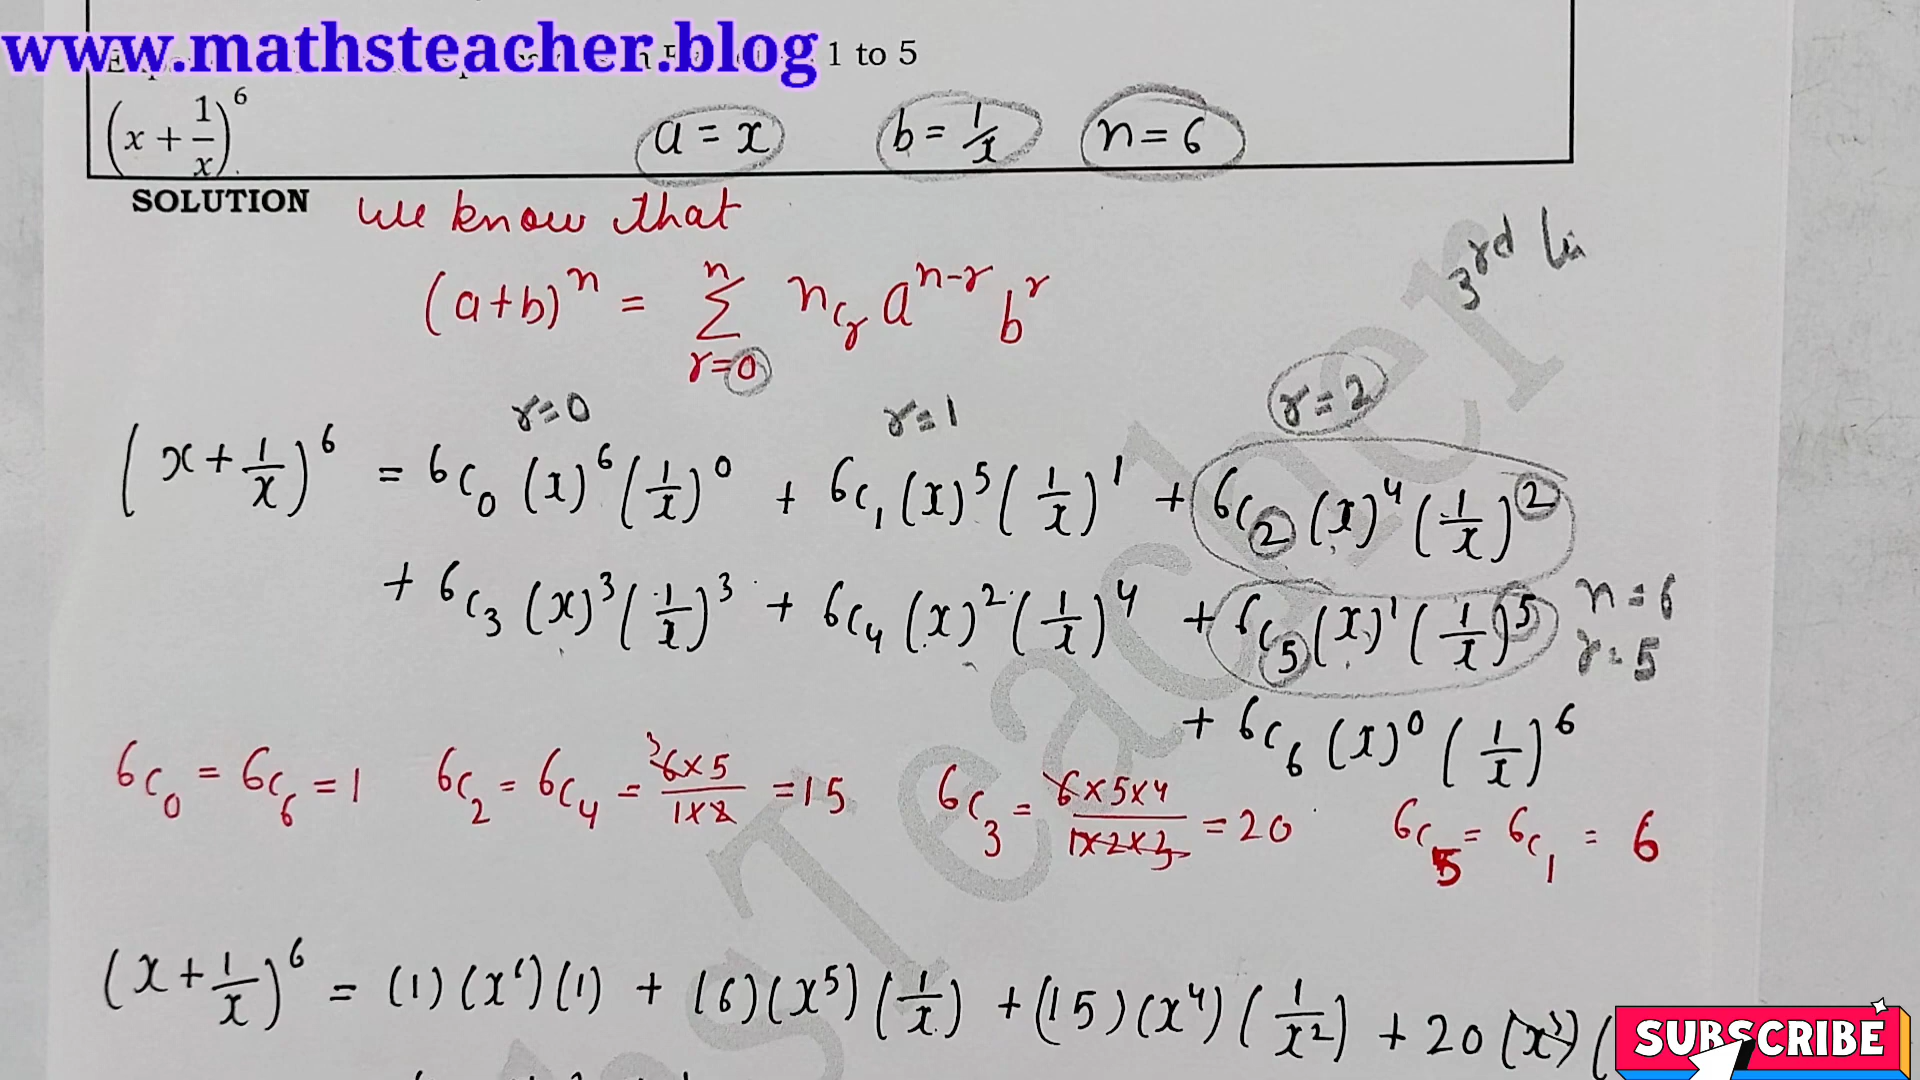 www.mathsteacher.blog 1 to 5
(x + 1/x)^6 a = x b = 1/x n = 6
SOLUTION we know that
3rd
(a+b)^n = Σ_{r=0}^{n} nC_r a^{n-r} b^r
r=0 r=1 r=2
(x + 1/x)^6 = 6C_0 (x)^6 (1/x)^0 + 6C_1 (x)^5 (1/x)^1 + 6C_2 (x)^4 (1/x)^2
+ 6C_3 (x)^3 (1/x)^3 + 6C_4 (x)^2 (1/x)^4 + 6C_5 (x)^1 (1/x)^5 n=6
r=5
+ 6C_6 (x)^0 (1/x)^6
6C_0 = 6C_6 = 1 6C_2 = 6C_4 = 6×5/1×2 = 15 6C_3 = 6×5×4/1×2×3 = 20 6C_5 = 6C_1 = 6
(x + 1/x)^6 = (1)(x^6)(1) + (6)(x^5)(1/x) + (15)(x^4)(1/x^2) + 20(x^3)(
SUBSCRIBE